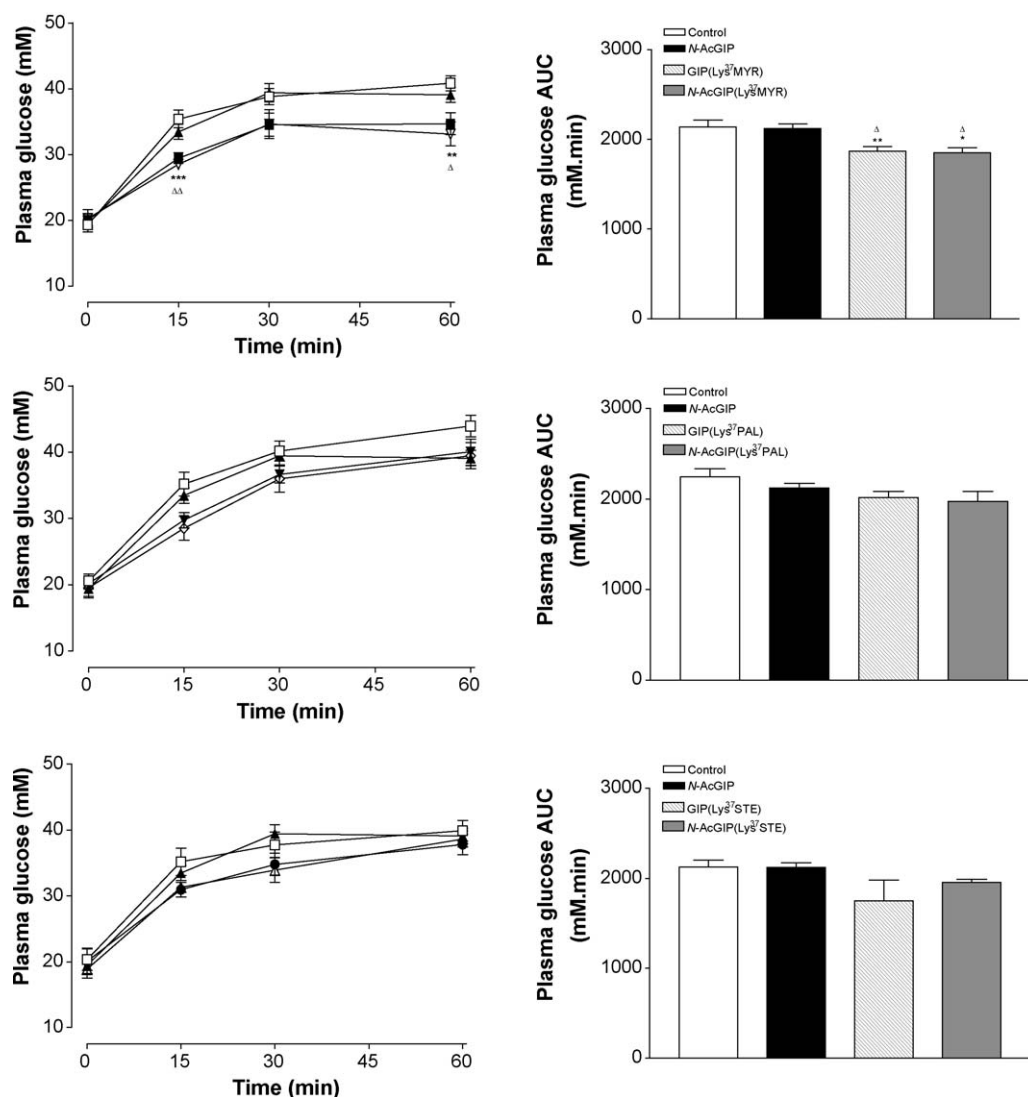 Plasma glucose (mM)
50
40
30
20
10
***
ΔΔ
**
Δ
0 15 30 45 60
Time (min)
Plasma glucose AUC
(mM.min)
3000
2000
1000
0
Control
N-AcGIP
GIP(Lys37MYR)
N-AcGIP(Lys37MYR)
Δ
**
Δ
*
Plasma glucose (mM)
50
40
30
20
10
0 15 30 45 60
Time (min)
Plasma glucose AUC
(mM.min)
3000
2000
1000
0
Control
N-AcGIP
GIP(Lys37PAL)
N-AcGIP(Lys37PAL)
Plasma glucose (mM)
50
40
30
20
10
0 15 30 45 60
Time (min)
Plasma glucose AUC
(mM.min)
3000
2000
1000
0
Control
N-AcGIP
GIP(Lys37STE)
N-AcGIP(Lys37STE)